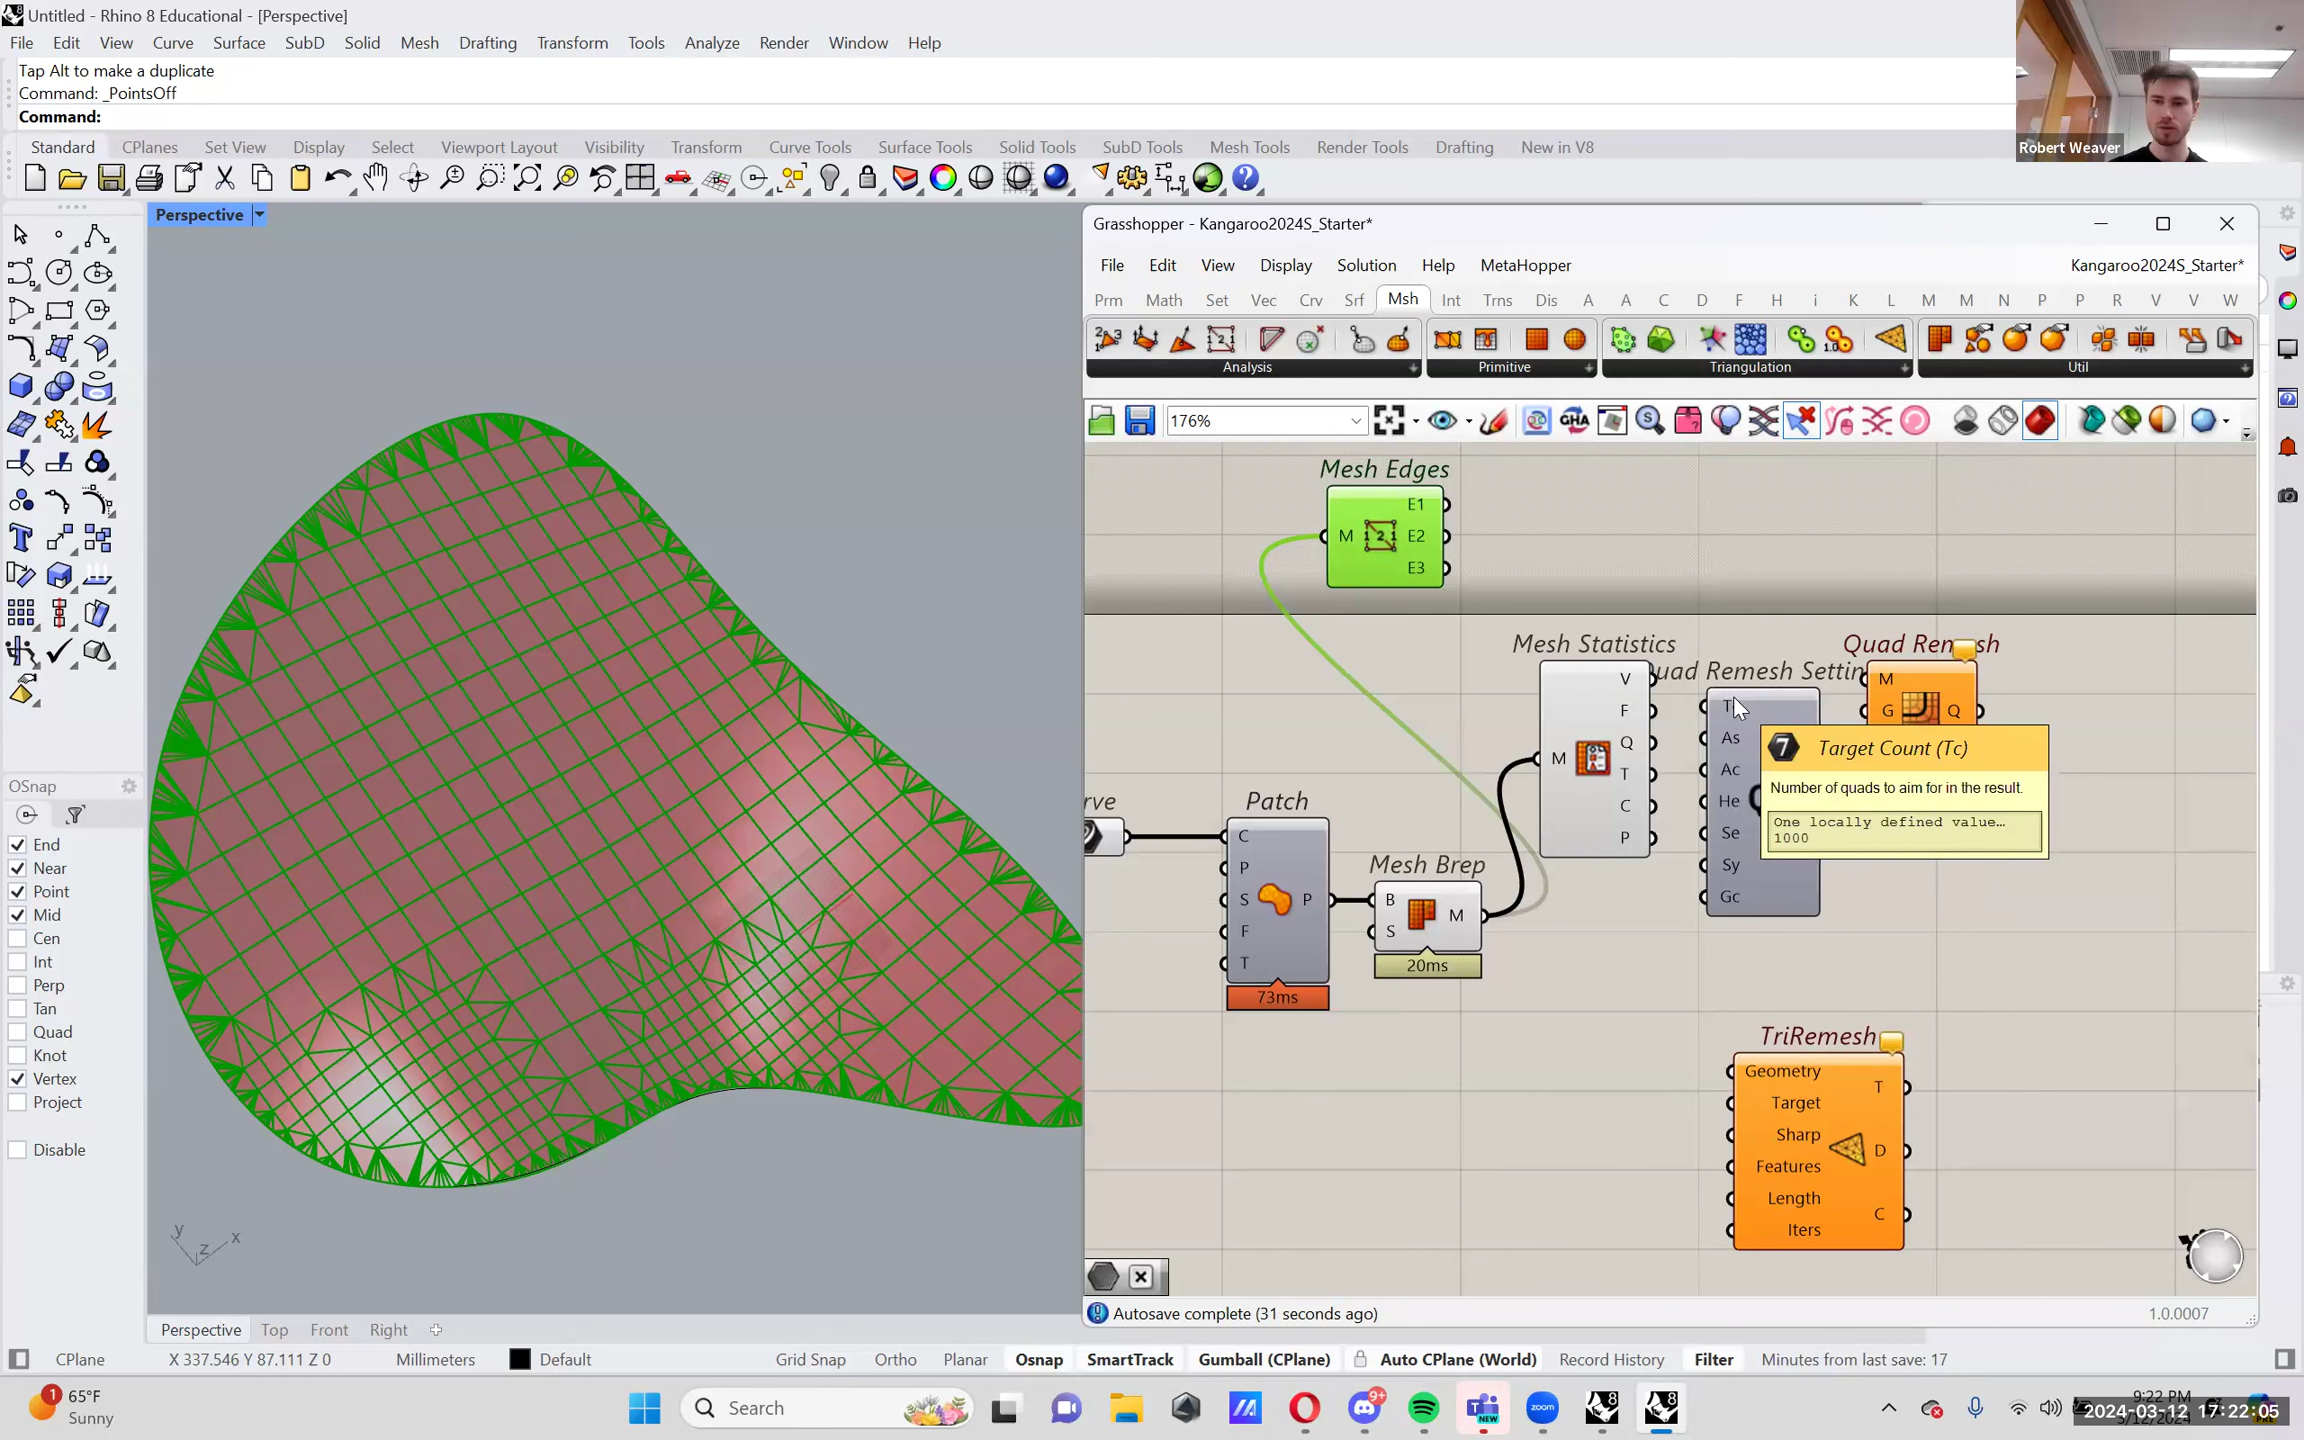 Untitled - Rhino 8 Educational - [Perspective]
File Edit View Curve Surface SubD Solid Mesh Drafting Transform Tools Analyze Render Window Help
Tap Alt to make a duplicate
Command: _PointsOff
Command:
Robert Weaver
Standard CPlanes Set View Display Select Viewport Layout Visibility Transform Curve Tools Surface Tools Solid Tools SubD Tools Mesh Tools Render Tools Drafting New in V8
Perspective
Grasshopper - Kangaroo2024S_Starter*
File Edit View Display Solution Help MetaHopper Kangaroo2024S_Starter*
Prm Math Set Vec Crv Srf Msh Int Trns Dis A A C D F H i K L M M N P P R V V W
Analysis Primitive Triangulation Util
176%
Mesh Edges
M E1 E2 E3
Mesh Statistics
M V F Q T C P
Quad Remesh
M G Q
uad Remesh Settin
T
As
Ac
He
Se
Sy
Gc
Target Count (Tc)
Number of quads to aim for in the result.
One locally defined value…
1000
rve
Patch
C P S F T P
73ms
Mesh Brep
B S M
20ms
TriRemesh
Geometry
Target
Sharp
Features
Length
Iters
T
D
C
OSnap
End
Near
Point
Mid
Cen
Int
Perp
Tan
Quad
Knot
Vertex
Project
Disable
y z x
Autosave complete (31 seconds ago) 1.0.0007
Perspective Top Front Right
CPlane X 337.546 Y 87.111 Z 0 Millimeters Default Grid Snap Ortho Planar Osnap SmartTrack Gumball (CPlane) Auto CPlane (World) Record History Filter Minutes from last save: 17
65°F
Sunny
Search
9:22 PM
2024-03-12 17:22:05